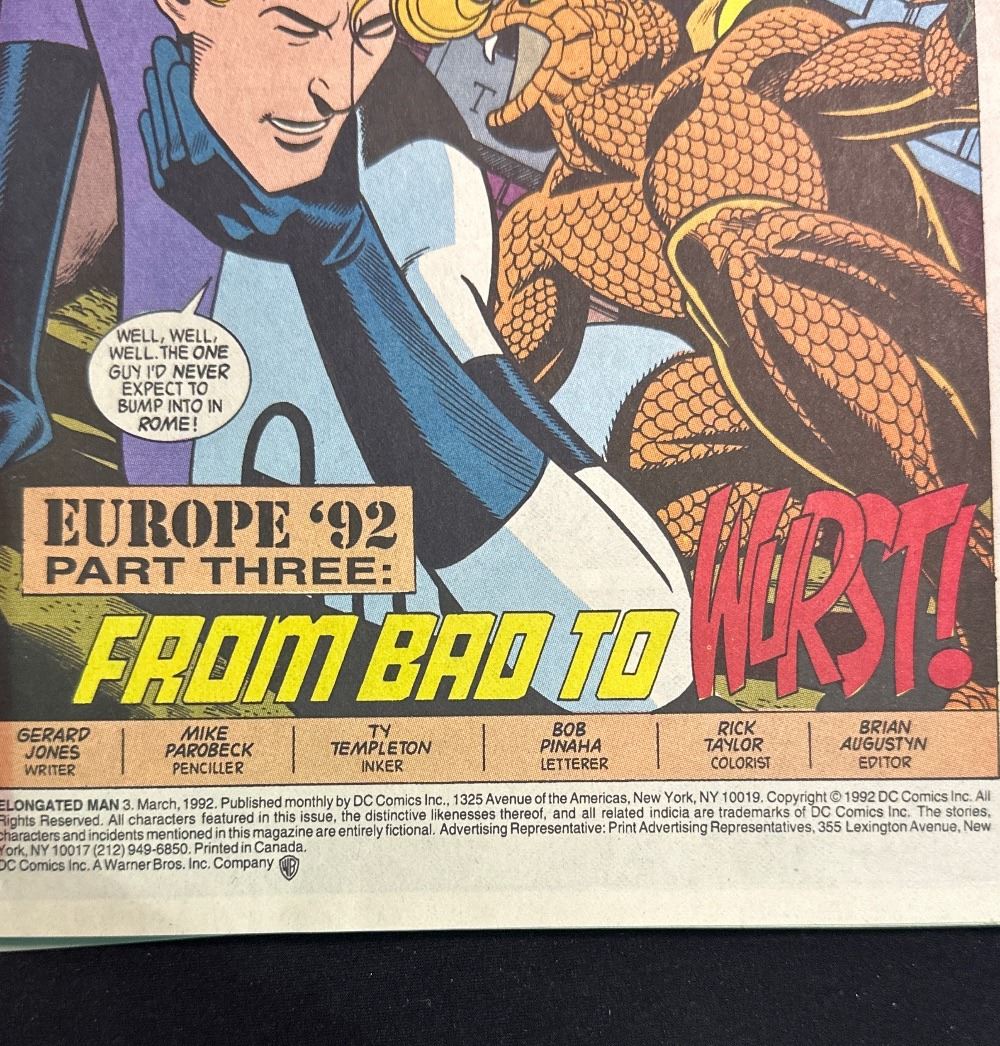 T
WELL, WELL,
WELL. THE ONE
GUY I'D NEVER
EXPECT TO
BUMP INTO IN
ROME!
EUROPE '92
PART THREE:
FROM BAD TO WURST!
GERARD
JONES
WRITER
MIKE
PAROBECK
PENCILLER
TY
TEMPLETON
INKER
BOB
PINAHA
LETTERER
RICK
TAYLOR
COLORIST
BRIAN
AUGUSTYN
EDITOR
ELONGATED MAN 3. March, 1992. Published monthly by DC Comics Inc., 1325 Avenue of the Americas, New York, NY 10019. Copyright © 1992 DC Comics Inc. All
Rights Reserved. All characters featured in this issue, the distinctive likenesses thereof, and all related indicia are trademarks of DC Comics Inc. The stories,
characters and incidents mentioned in this magazine are entirely fictional. Advertising Representative: Print Advertising Representatives, 355 Lexington Avenue, New
York, NY 10017 (212) 949-6850. Printed in Canada.
DC Comics Inc. A Warner Bros. Inc. Company WB